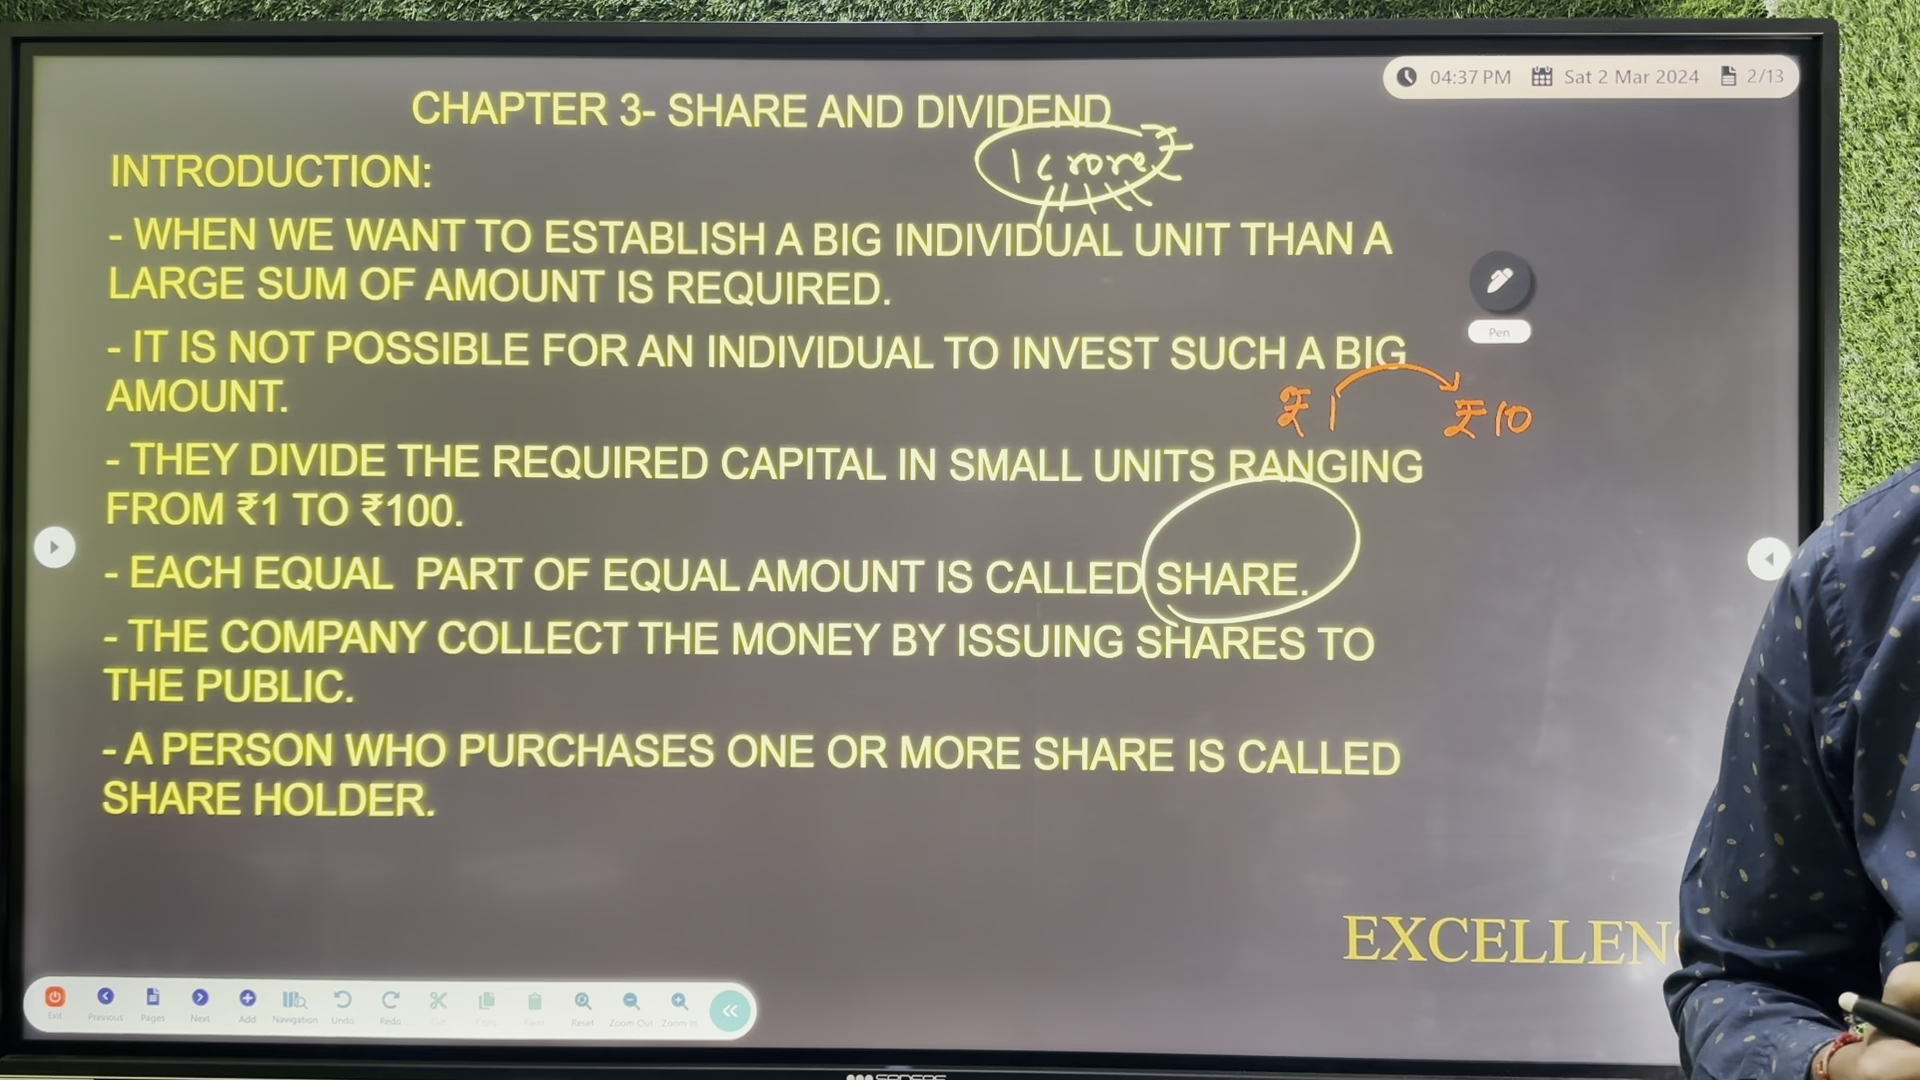 04:37 PM Sat 2 Mar 2024 2/13
CHAPTER 3- SHARE AND DIVIDEND
1 crore
INTRODUCTION:
- WHEN WE WANT TO ESTABLISH A BIG INDIVIDUAL UNIT THAN A
LARGE SUM OF AMOUNT IS REQUIRED.
Pen
- IT IS NOT POSSIBLE FOR AN INDIVIDUAL TO INVEST SUCH A BIG
AMOUNT.
₹1 ₹10
- THEY DIVIDE THE REQUIRED CAPITAL IN SMALL UNITS RANGING
FROM ₹1 TO ₹100.
- EACH EQUAL PART OF EQUAL AMOUNT IS CALLED SHARE.
- THE COMPANY COLLECT THE MONEY BY ISSUING SHARES TO
THE PUBLIC.
- A PERSON WHO PURCHASES ONE OR MORE SHARE IS CALLED
SHARE HOLDER.
EXCELLEN
Exit Previous Pages Next Add Navigation Undo Redo Reset Zoom Out Zoom In